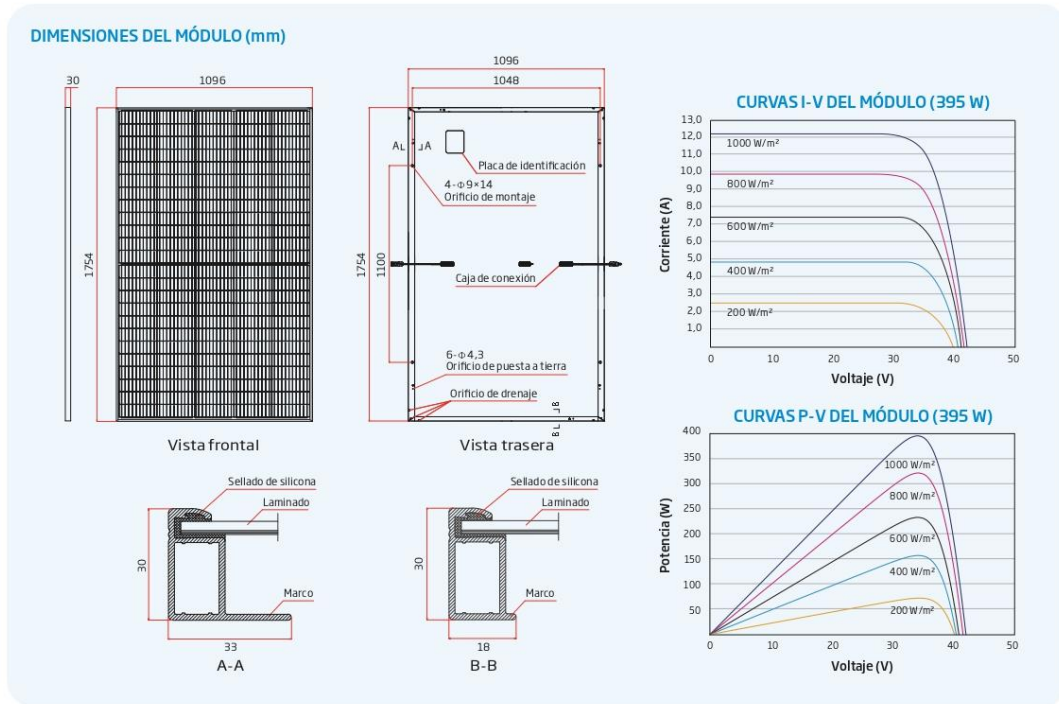 DIMENSIONES DEL MÓDULO (mm)
30
1096
1754
Vista frontal
1096
1048
A
A
Placa de identificación
4-Φ9×14
Orificio de montaje
1754
1100
Caja de conexión
6-Φ4,3
Orificio de puesta a tierra
Orificio de drenaje
B
B
Vista trasera
Sellado de silicona
Laminado
30
Marco
33
A-A
Sellado de silicona
Laminado
30
Marco
18
B-B
CURVAS I-V DEL MÓDULO (395 W)
Corriente (A)
13,0
12,0
11,0
10,0
9,0
8,0
7,0
6,0
5,0
4,0
3,0
2,0
1,0
1000 W/m²
800 W/m²
600 W/m²
400 W/m²
200 W/m²
0 10 20 30 40 50
Voltaje (V)
CURVAS P-V DEL MÓDULO (395 W)
Potencia (W)
400
350
300
250
200
150
100
50
1000 W/m²
800 W/m²
600 W/m²
400 W/m²
200 W/m²
0 10 20 30 40 50
Voltaje (V)